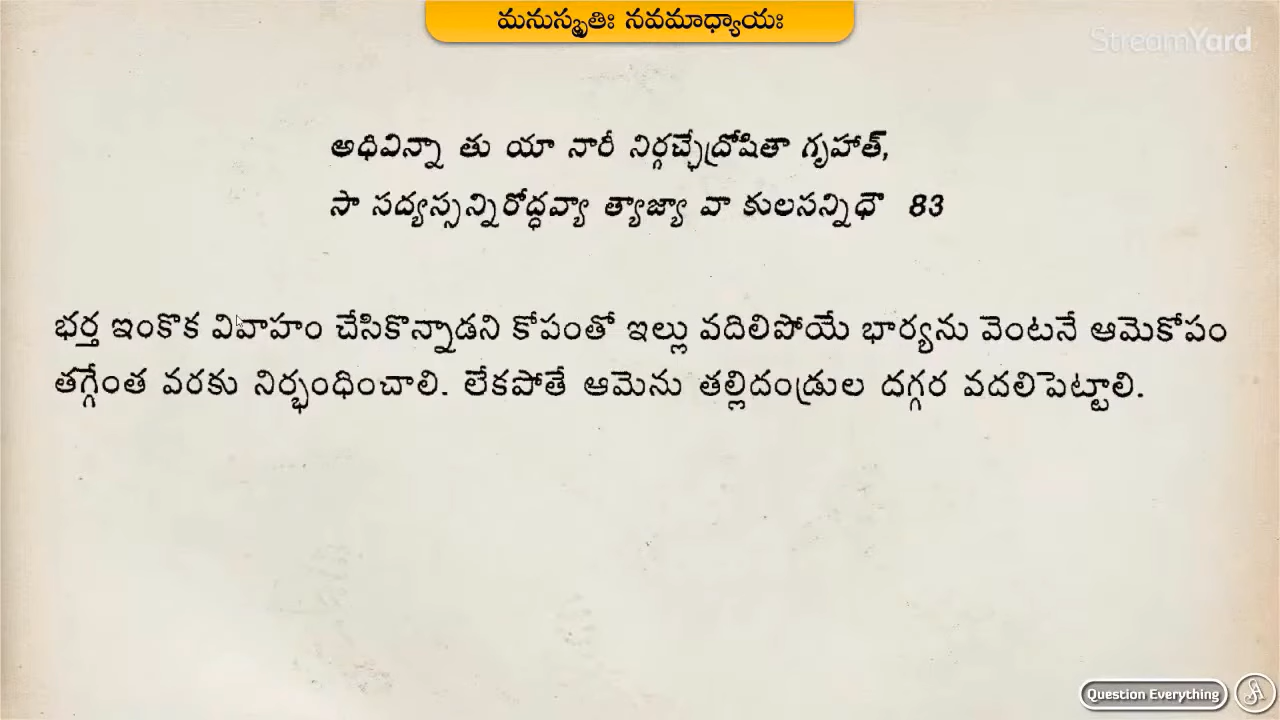 మనుస్మృతిః నవమాధ్యాయః
StreamYard
అధివిన్నా తు యా నారీ నిర్గచ్ఛేద్రోషితా గృహాత్,
సా సద్యస్సన్నిరోద్ధవ్యా త్యాజ్యా వా కులసన్నిధౌ 83
భర్త ఇంకొక వివాహం చేసికొన్నాడని కోపంతో ఇల్లు వదిలిపోయే భార్యను వెంటనే ఆమెకోపం
తగ్గేంత వరకు నిర్భంధించాలి. లేకపోతే ఆమెను తల్లిదండ్రుల దగ్గర వదలిపెట్టాలి.
Question Everything